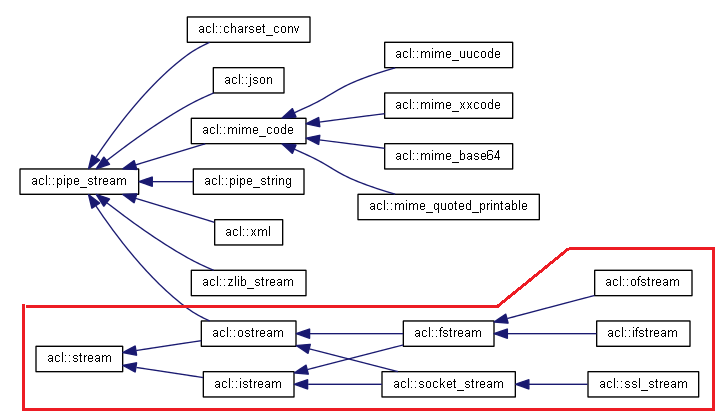 acl::charset_conv
acl::mime_uucode
acl::json
acl::mime_xxcode
acl::mime_code
acl::mime_base64
acl::pipe_stream
acl::pipe_string
acl::mime_quoted_printable
acl::xml
acl::zlib_stream
acl::ofstream
acl::ostream
acl::fstream
acl::ifstream
acl::stream
acl::istream
acl::socket_stream
acl::ssl_stream